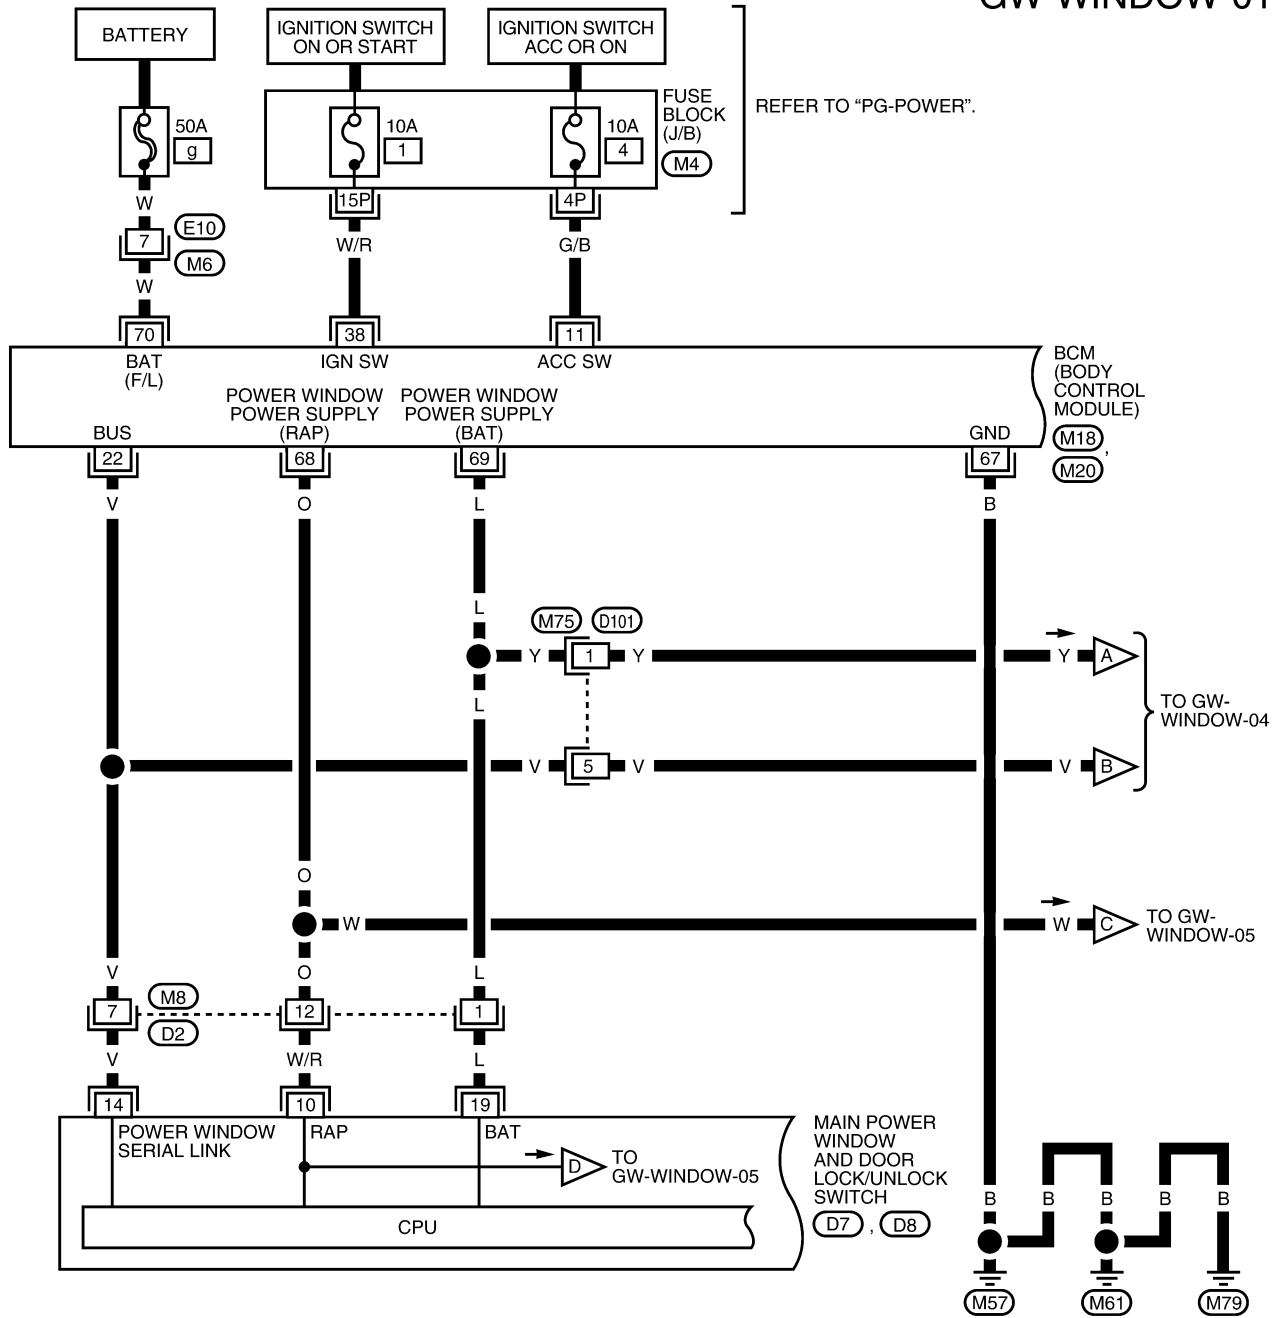 GW-WINDOW-01
BATTERY
IGNITION SWITCH
ON OR START
IGNITION SWITCH
ACC OR ON
50A
g
10A
1
10A
4
FUSE
BLOCK
(J/B)
M4
REFER TO “PG-POWER”.
15P
4P
W
E10
7
M6
W
W/R
G/B
70
38
11
BAT
(F/L)
IGN SW
ACC SW
POWER WINDOW
POWER SUPPLY
(RAP)
POWER WINDOW
POWER SUPPLY
(BAT)
BUS
GND
BCM
(BODY
CONTROL
MODULE)
M18
,
M20
22
68
69
67
V
O
L
B
L
M75
D101
Y
1
Y
Y
A
L
TO GW-
WINDOW-04
V
5
V
V
B
O
W
W
C
TO GW-
WINDOW-05
V
O
L
7
M8
D2
12
1
V
W/R
L
14
10
19
POWER WINDOW
SERIAL LINK
RAP
BAT
D
TO
GW-WINDOW-05
CPU
MAIN POWER
WINDOW
AND DOOR
LOCK/UNLOCK
SWITCH
D7 , D8
B
B
B
B
B
M57
M61
M79